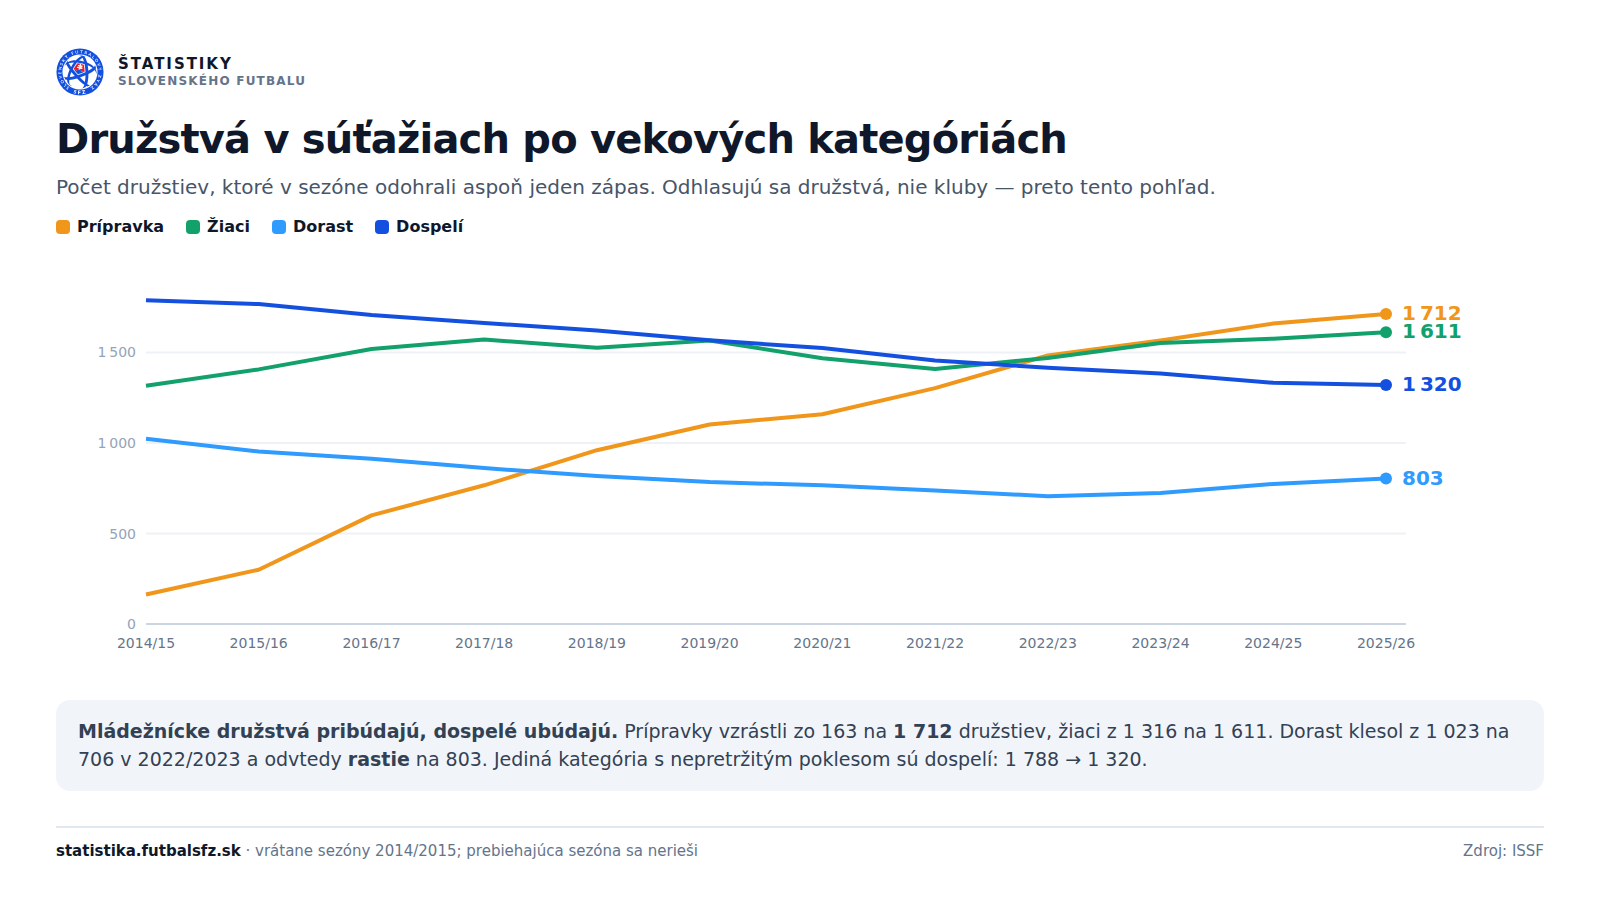 ŠTATISTIKY
SLOVENSKÉHO FUTBALU
Družstvá v súťažiach po vekových kategóriách
Počet družstiev, ktoré v sezóne odohrali aspoň jeden zápas. Odhlasujú sa družstvá, nie kluby — preto tento pohľad.
Prípravka Žiaci Dorast Dospelí
1 712
1 611
1 500
1 320
1 000
803
500
0
2014/15 2015/16 2016/17 2017/18 2018/19 2019/20 2020/21 2021/22 2022/23 2023/24 2024/25 2025/26
Mládežnícke družstvá pribúdajú, dospelé ubúdajú. Prípravky vzrástli zo 163 na 1 712 družstiev, žiaci z 1 316 na 1 611. Dorast klesol z 1 023 na
706 v 2022/2023 a odvtedy rastie na 803. Jediná kategória s nepretržitým poklesom sú dospelí: 1 788 → 1 320.
statistika.futbalsfz.sk · vrátane sezóny 2014/2015; prebiehajúca sezóna sa nerieši
Zdroj: ISSF